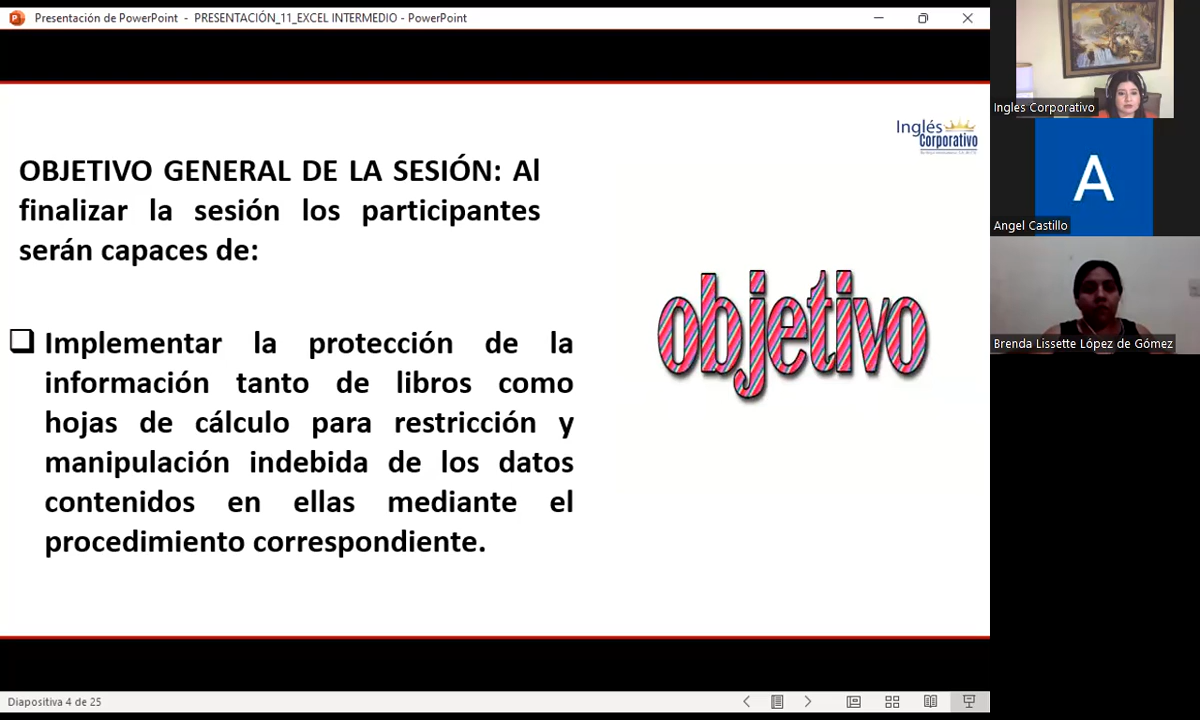 Presentación de PowerPoint - PRESENTACIÓN_11_EXCEL INTERMEDIO - PowerPoint
Inglés
Corporativo
OBJETIVO GENERAL DE LA SESIÓN: Al
finalizar la sesión los participantes
serán capaces de:
Implementar la protección de la
información tanto de libros como
hojas de cálculo para restricción y
manipulación indebida de los datos
contenidos en ellas mediante el
procedimiento correspondiente.
objetivo
Diapositiva 4 de 25
Ingles Corporativo
A
Angel Castillo
Brenda Lissette López de Gómez